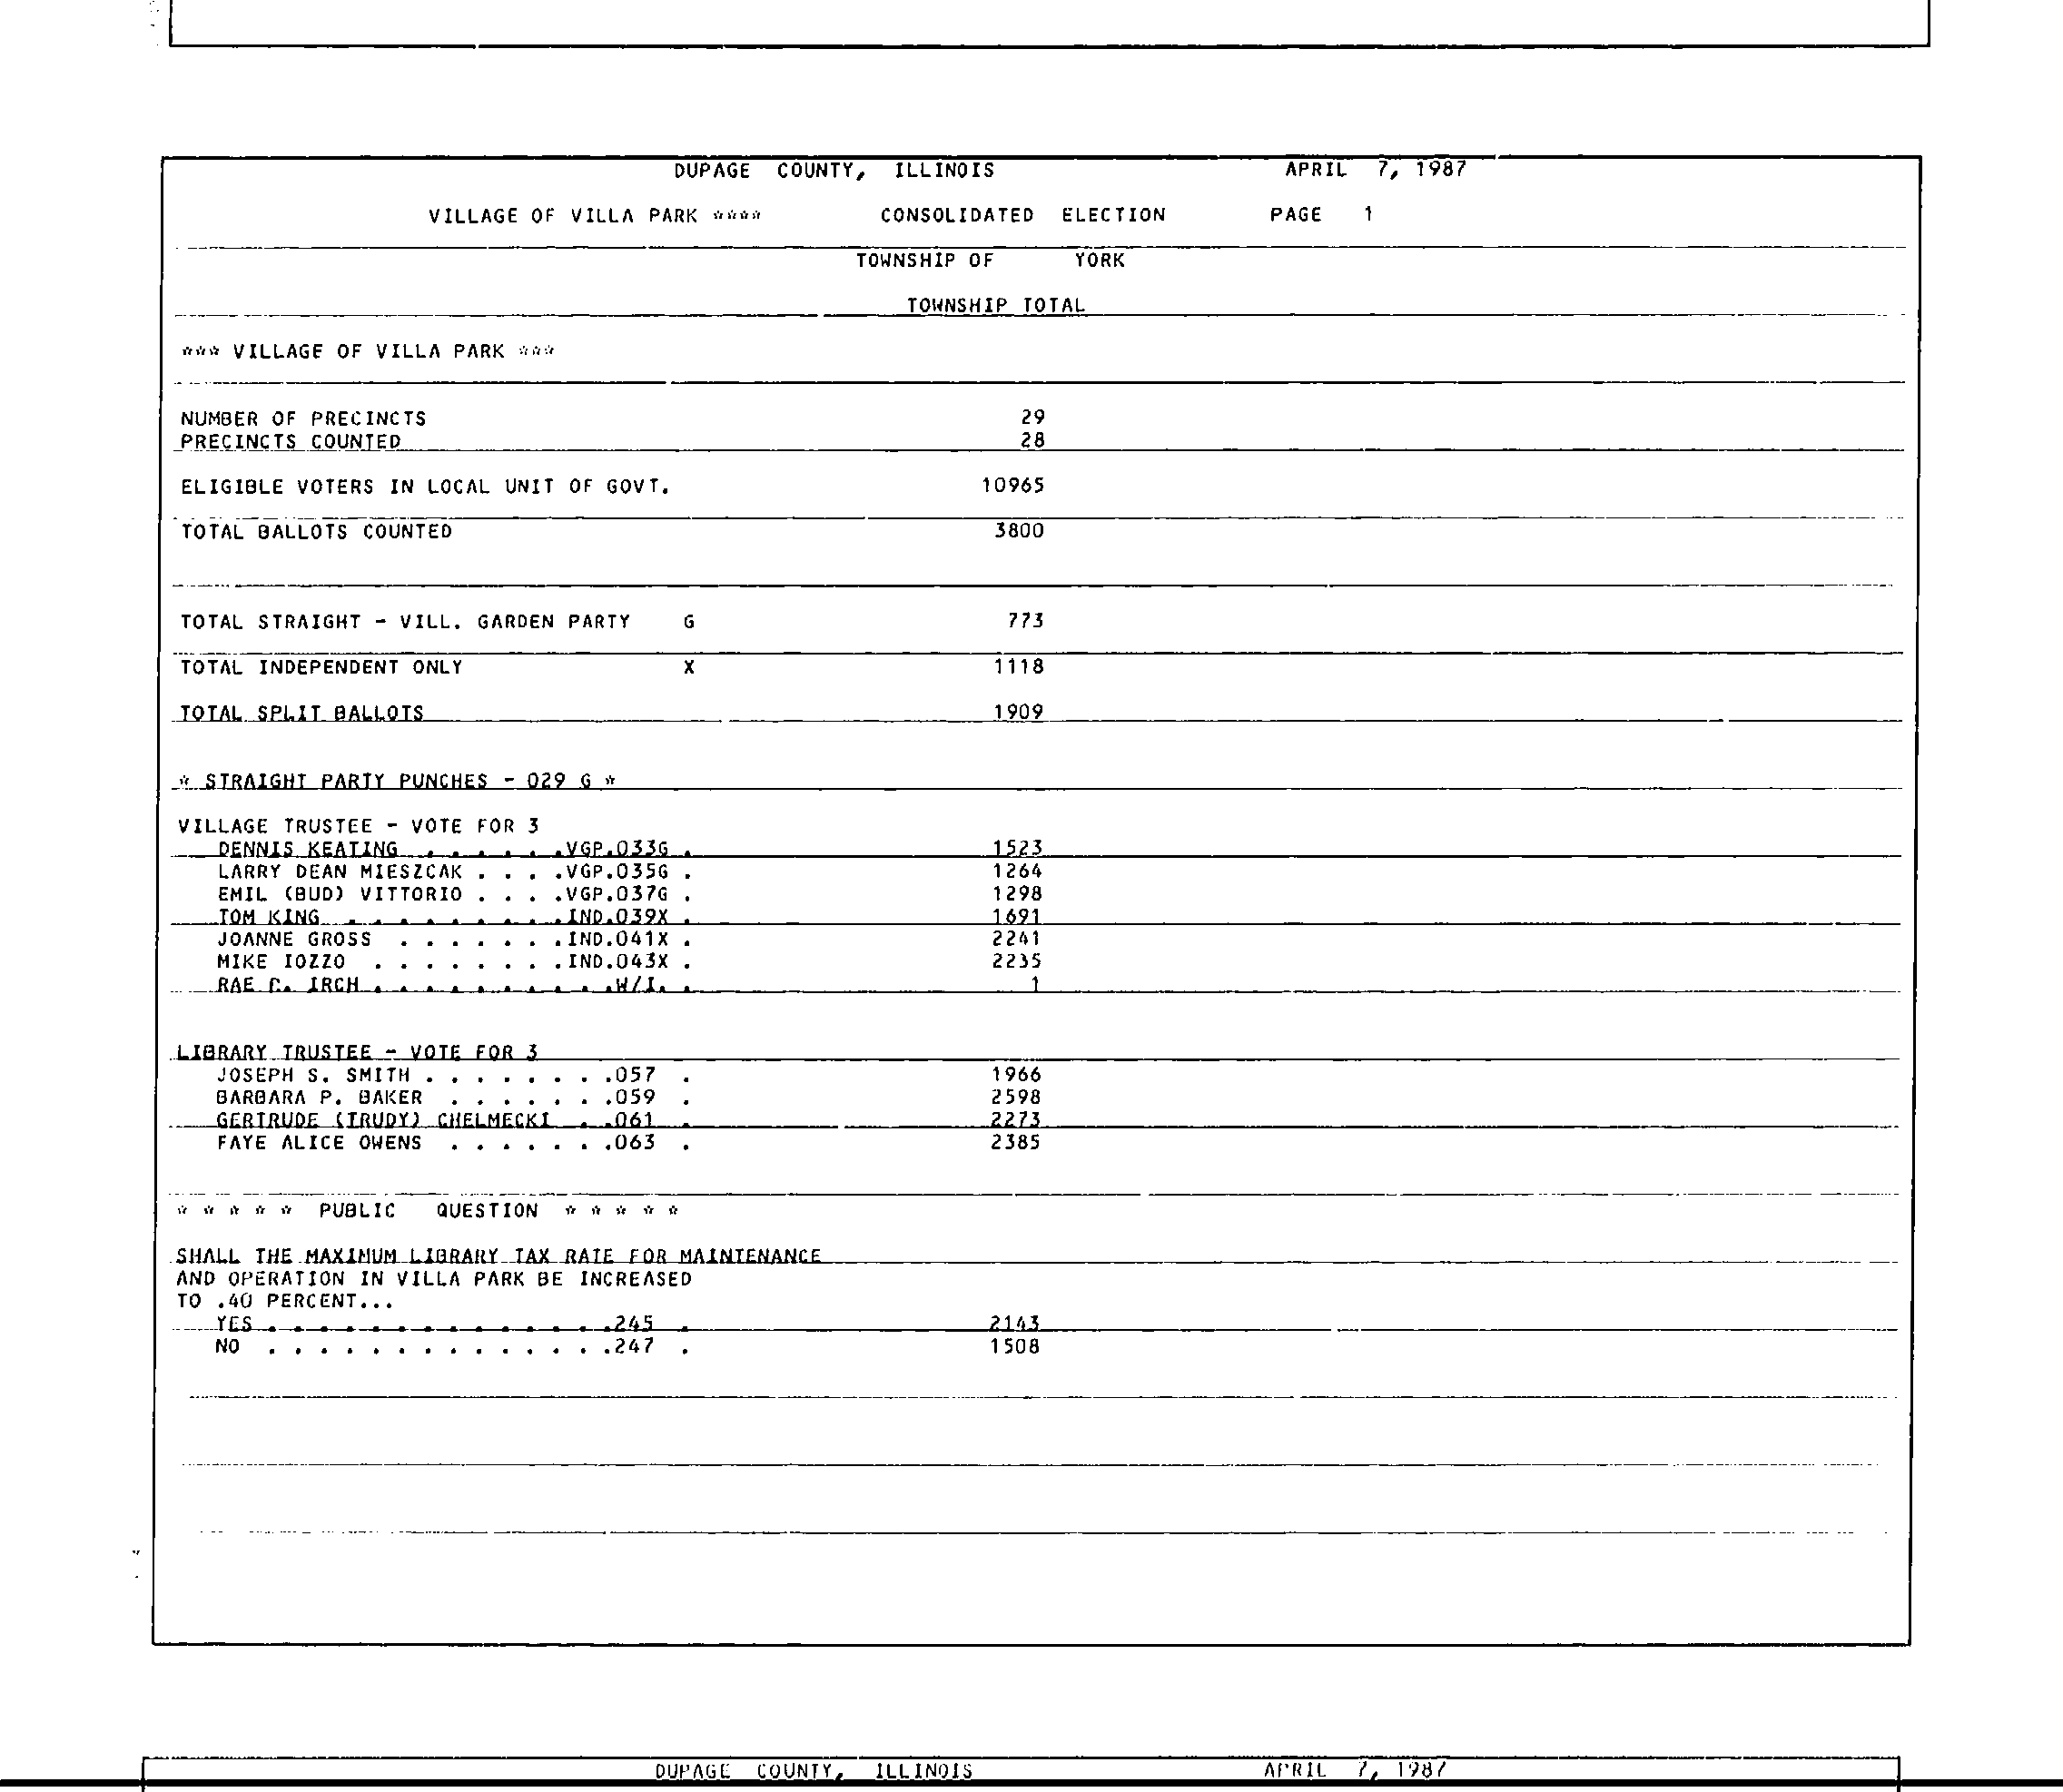 DUPAGE COUNTY, ILLINOIS APRIL 7, 1987
VILLAGE OF VILLA PARK **** CONSOLIDATED ELECTION PAGE 1
TOWNSHIP OF YORK
TOWNSHIP TOTAL
*** VILLAGE OF VILLA PARK ***
NUMBER OF PRECINCTS 29
PRECINCTS COUNTED 28
ELIGIBLE VOTERS IN LOCAL UNIT OF GOVT. 10965
TOTAL BALLOTS COUNTED 3800
TOTAL STRAIGHT - VILL. GARDEN PARTY G 773
TOTAL INDEPENDENT ONLY X 1118
TOTAL SPLIT BALLOTS 1909
* STRAIGHT PARTY PUNCHES - 029 G *
VILLAGE TRUSTEE - VOTE FOR 3
DENNIS KEATING . . . . . .VGP.033G . 1523
LARRY DEAN MIESZCAK . . . .VGP.035G . 1264
EMIL (BUD) VITTORIO . . . .VGP.037G . 1298
TOM KING . . . . . . . . .IND.039X . 1691
JOANNE GROSS . . . . . . .IND.041X . 2241
MIKE IOZZO . . . . . . . .IND.043X . 2235
RAE IRCH . . . . . . . . . .W/I. . 1
LIBRARY TRUSTEE - VOTE FOR 3
JOSEPH S. SMITH . . . . . . . .057 . 1966
BARBARA P. BAKER . . . . . . .059 . 2598
GERTRUDE (TRUDY) CHELMECKI . .061 . 2273
FAYE ALICE OWENS . . . . . . .063 . 2385
* * * * * PUBLIC QUESTION * * * * *
SHALL THE MAXIMUM LIBRARY TAX RATE FOR MAINTENANCE
AND OPERATION IN VILLA PARK BE INCREASED
TO .40 PERCENT...
YES . . . . . . . . . . . . . .245 . 2143
NO . . . . . . . . . . . . . .247 . 1508
DUPAGE COUNTY, ILLINOIS APRIL 7, 1987